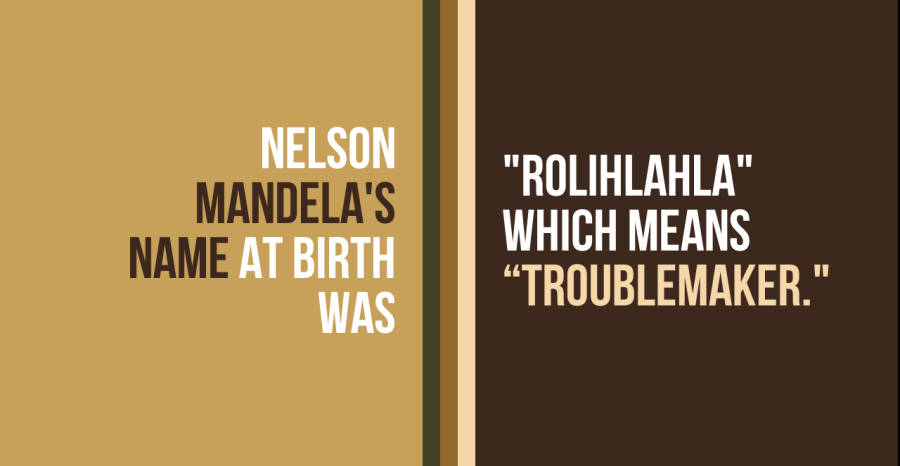 NELSON
MANDELA'S
NAME AT BIRTH
WAS
"ROLIHLAHLA"
WHICH MEANS
“TROUBLEMAKER."